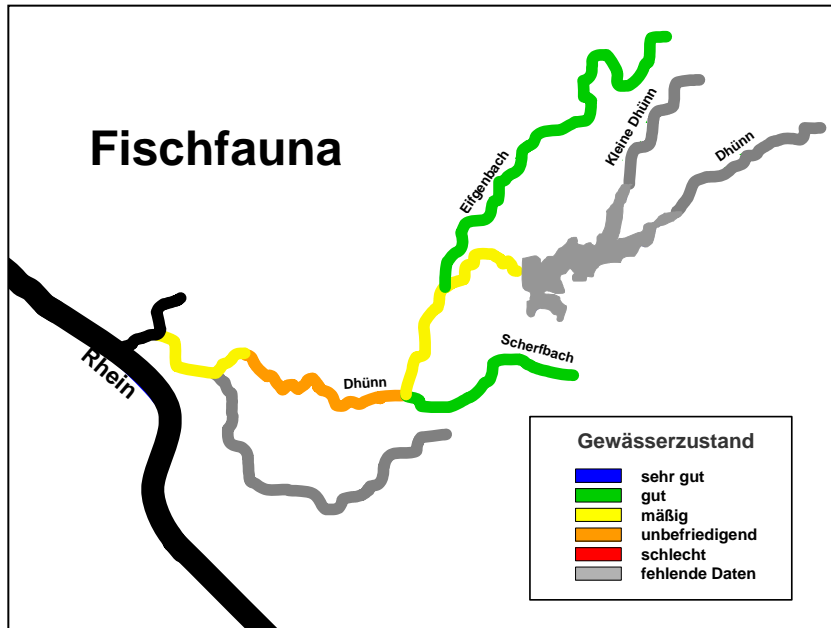 Fischfauna
Eifgenbach
Kleine Dhünn
Dhünn
Rhein
Dhünn
Scherfbach
Gewässerzustand
sehr gut
gut
mäßig
unbefriedigend
schlecht
fehlende Daten